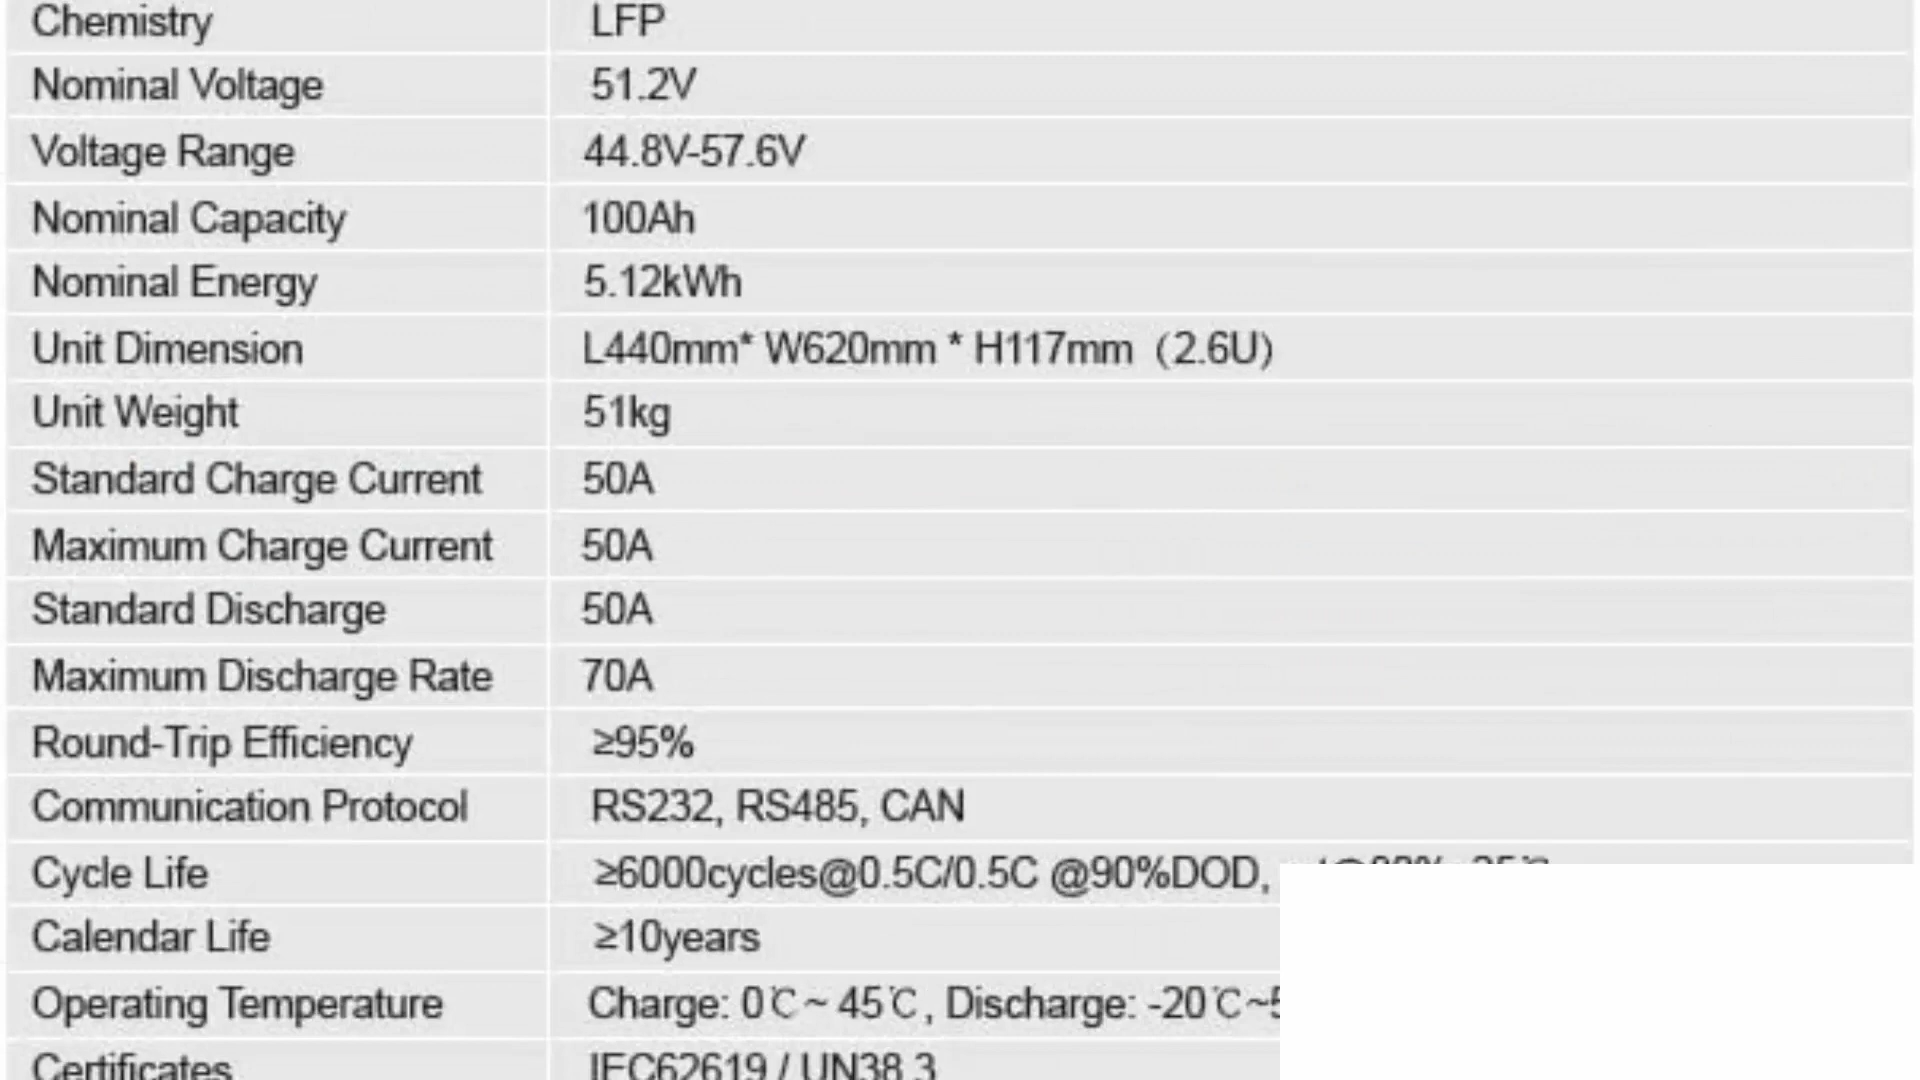 Chemistry LFP
Nominal Voltage 51.2V
Voltage Range 44.8V-57.6V
Nominal Capacity 100Ah
Nominal Energy 5.12kWh
Unit Dimension L440mm* W620mm * H117mm (2.6U)
Unit Weight 51kg
Standard Charge Current 50A
Maximum Charge Current 50A
Standard Discharge 50A
Maximum Discharge Rate 70A
Round-Trip Efficiency ≥95%
Communication Protocol RS232, RS485, CAN
Cycle Life ≥6000cycles@0.5C/0.5C @90%DOD,
Calendar Life ≥10years
Operating Temperature Charge: 0℃~ 45℃, Discharge: -20℃~
Certificates IEC62619 / UN38.3